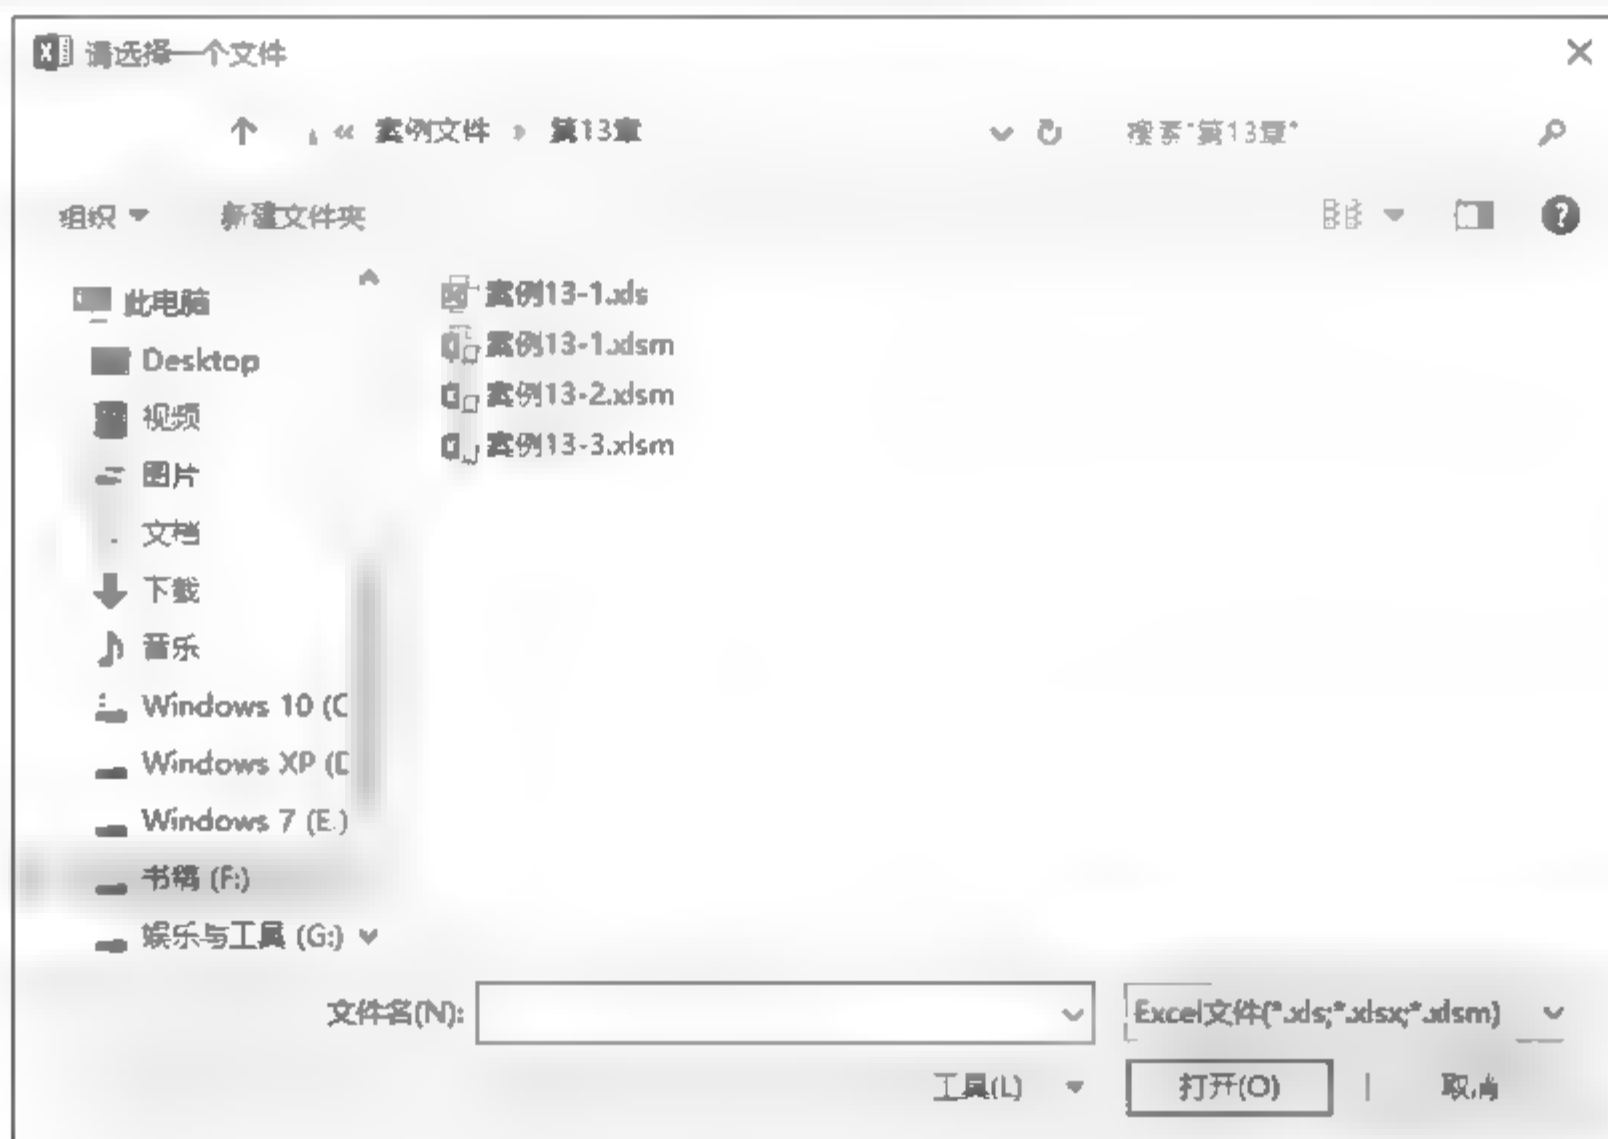 请选择一个文件
« 案例文件 › 第13章 搜索"第13章"
组织 新建文件夹
此电脑
Desktop
视频
图片
文档
下载
音乐
Windows 10 (C
Windows XP (D
Windows 7 (E:)
书稿 (F:)
娱乐与工具 (G:)
案例13-1.xls
案例13-1.xlsm
案例13-2.xlsm
案例13-3.xlsm
文件名(N): Excel文件(*.xls;*.xlsx;*.xlsm)
工具(L) 打开(O) 取消